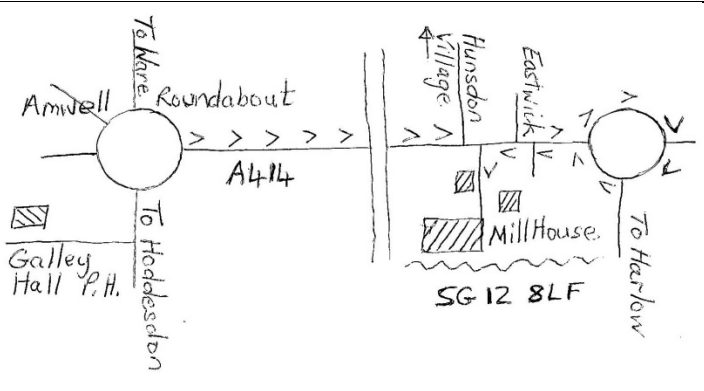 To Ware
Amwell
Roundabout
A414
To Hoddesdon
Galley
Hall P.H.
Hunsdon
Village
Eastwick
Mill House
SG12 8LF
To Harlow